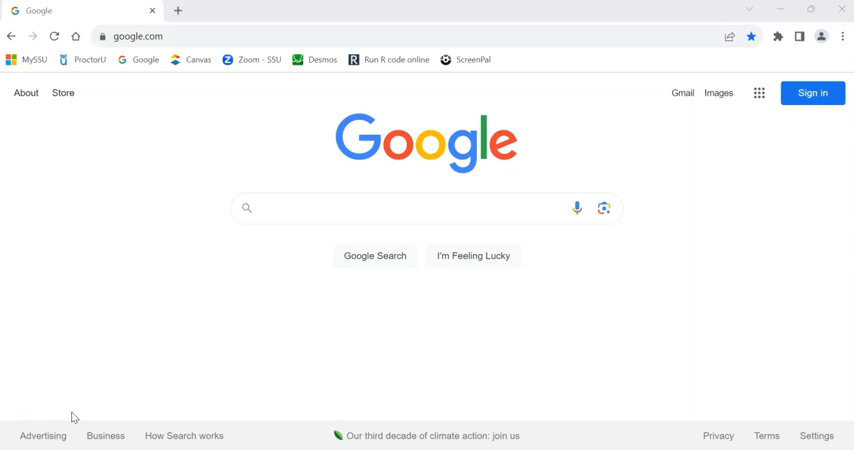 Google
google.com
MySSU ProctorU Google Canvas Zoom - SSU Desmos Run R code online ScreenPal
About Store Gmail Images Sign in
Google
Google Search I'm Feeling Lucky
Advertising Business How Search works Our third decade of climate action: join us Privacy Terms Settings